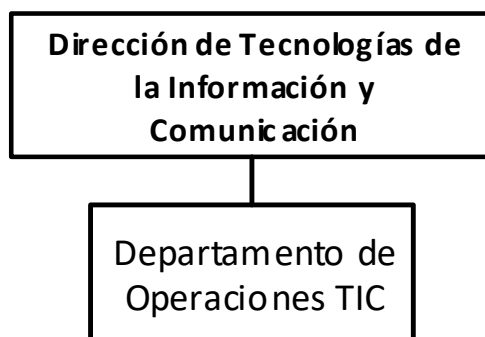 Dirección de Tecnologías de
la Información y
Comunicación
Departamento de
Operaciones TIC